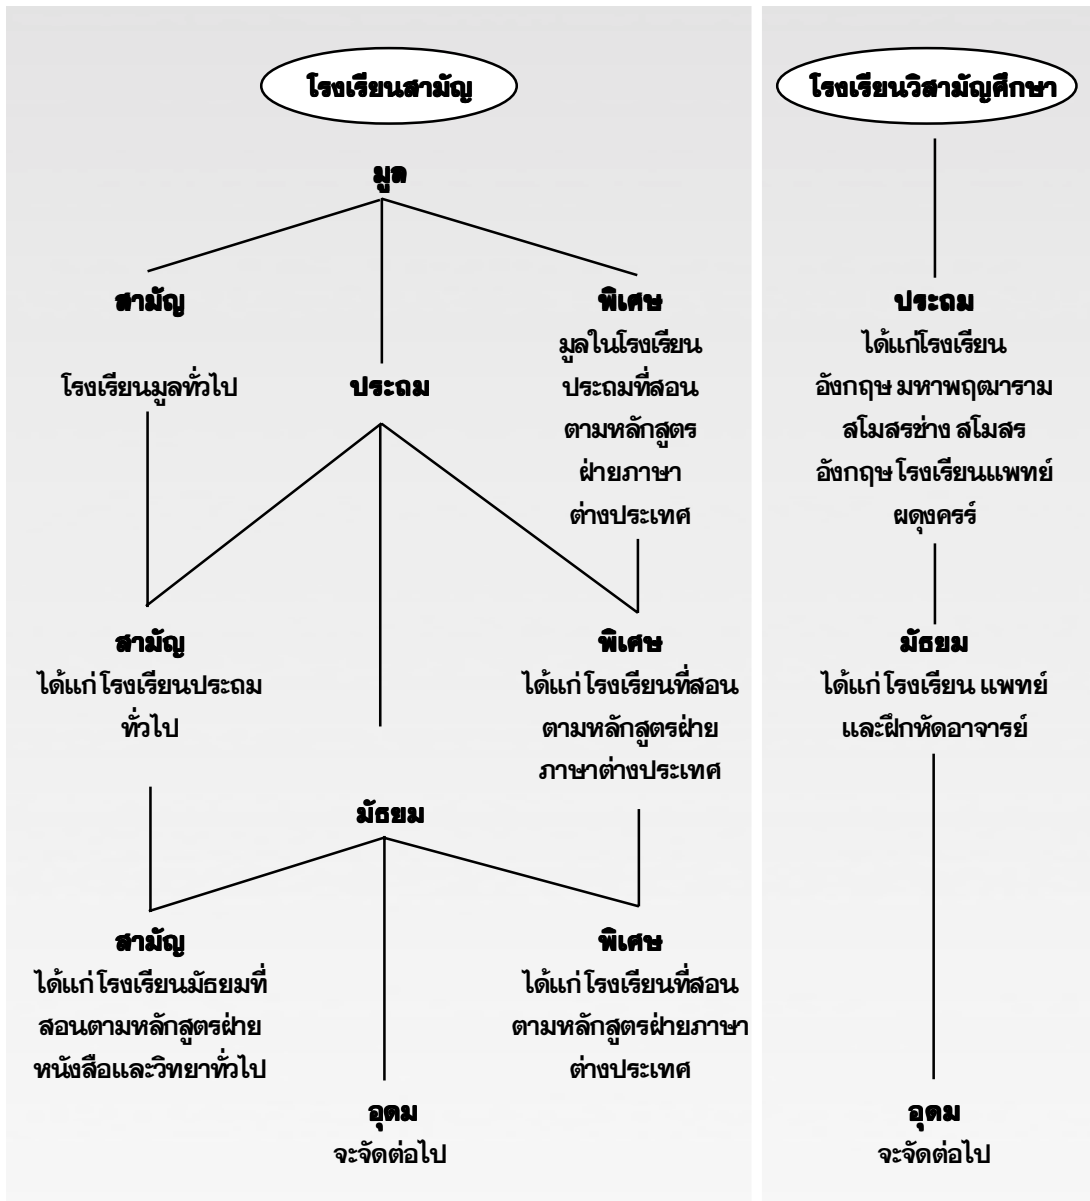 โรงเรียนสามัญ
มูล
สามัญ
โรงเรียนมูลทั่วไป
ประถม
พิเศษ
มูลในโรงเรียน
ประถมที่สอน
ตามหลักสูตร
ฝ่ายภาษา
ต่างประเทศ
สามัญ
ได้แก่ โรงเรียนประถม
ทั่วไป
พิเศษ
ได้แก่ โรงเรียนที่สอน
ตามหลักสูตรฝ่าย
ภาษาต่างประเทศ
มัธยม
สามัญ
ได้แก่ โรงเรียนมัธยมที่
สอนตามหลักสูตรฝ่าย
หนังสือและวิทยาทั่วไป
พิเศษ
ได้แก่ โรงเรียนที่สอน
ตามหลักสูตรฝ่ายภาษา
ต่างประเทศ
อุดม
จะจัดต่อไป
โรงเรียนวิสามัญศึกษา
ประถม
ได้แก่โรงเรียน
อังกฤษ มหาพฤฒาราม
สโมสรช่าง สโมสร
อังกฤษ โรงเรียนแพทย์
ผดุงครรร์
มัธยม
ได้แก่ โรงเรียน แพทย์
และฝึกหัดอาจารย์
อุดม
จะจัดต่อไป